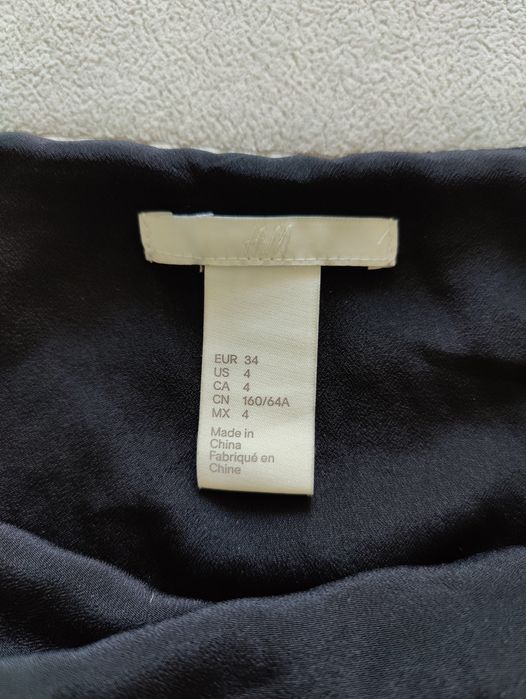 H&M
EUR 34
US 4
CA 4
CN 160/64A
MX 4
Made in
China
Fabriqué en
Chine